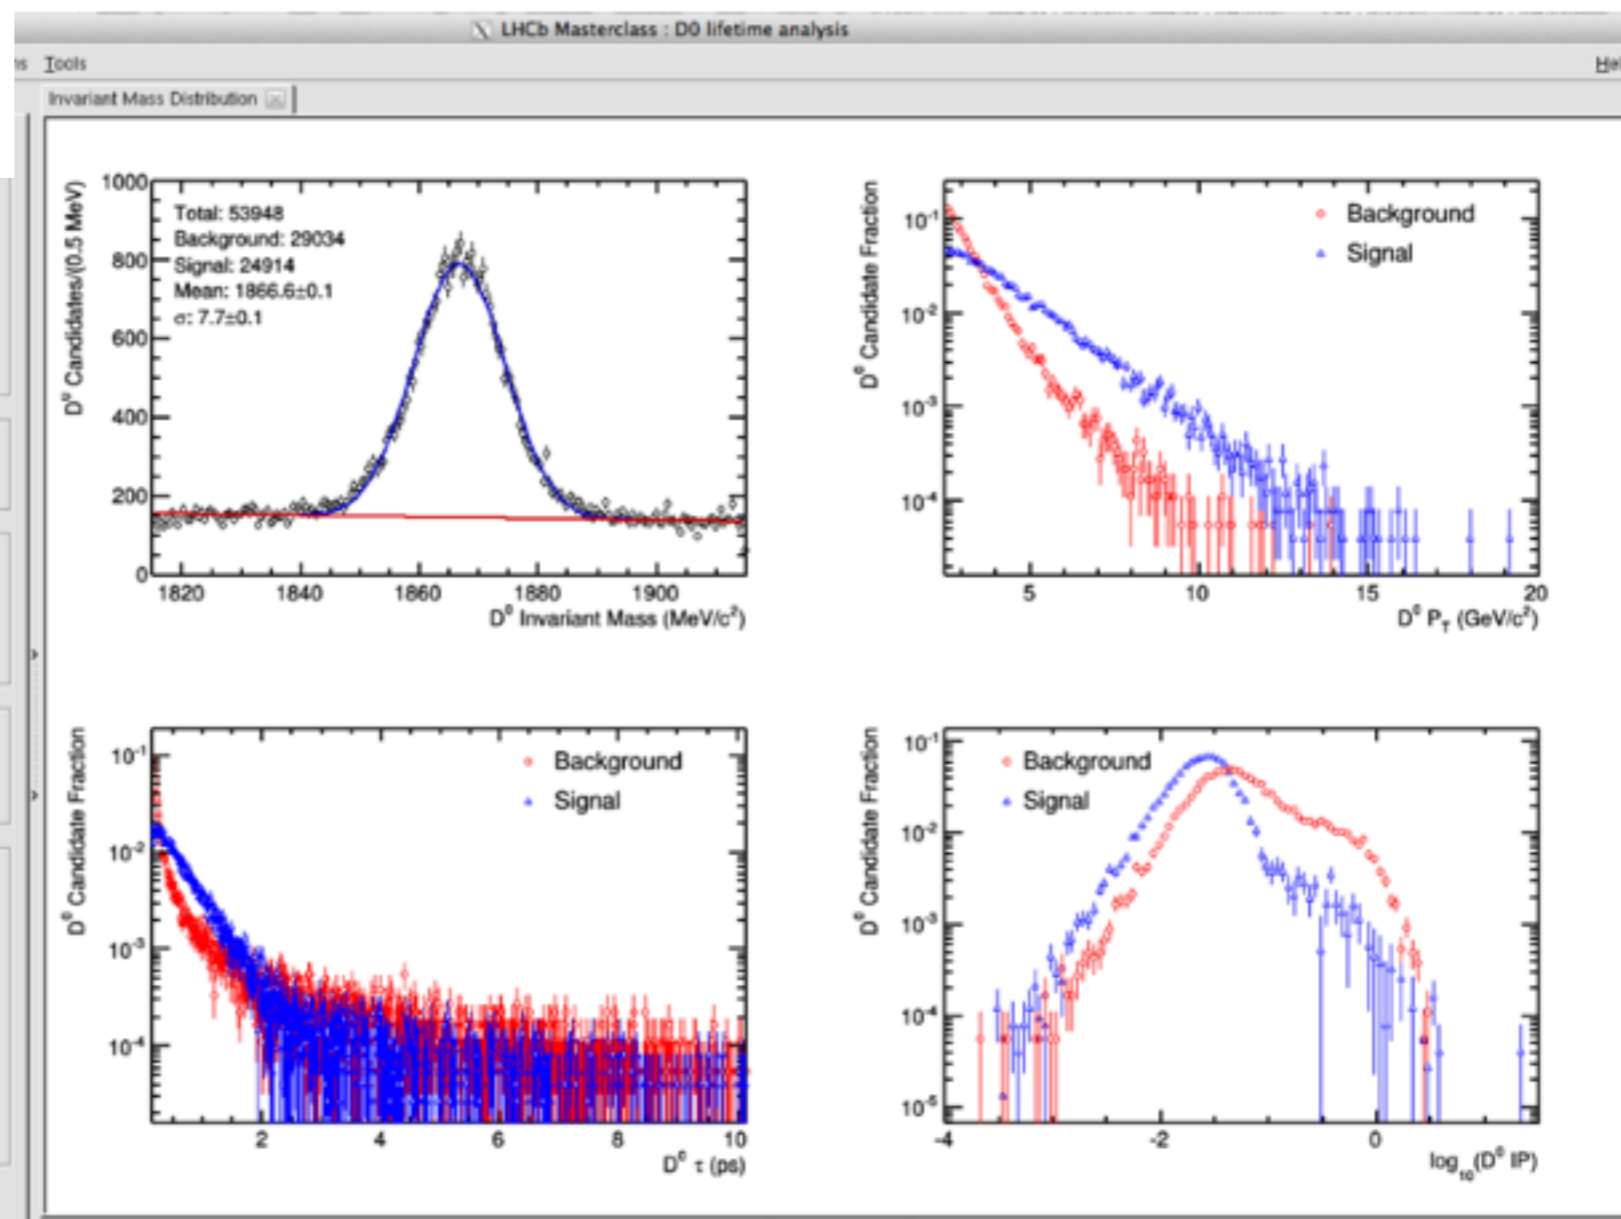 LHCb Masterclass : D0 lifetime analysis
Tools
Invariant Mass Distribution
D⁰ Candidates/(0.5 MeV)
1000
800
600
400
200
0
Total: 53948
Background: 29034
Signal: 24914
Mean: 1866.6±0.1
σ: 7.7±0.1
1820 1840 1860 1880 1900
D⁰ Invariant Mass (MeV/c²)
D⁰ Candidate Fraction
10⁻¹
10⁻²
10⁻³
10⁻⁴
Background
Signal
5 10 15 20
D⁰ P_T (GeV/c²)
D⁰ Candidate Fraction
10⁻¹
10⁻²
10⁻³
10⁻⁴
Background
Signal
2 4 6 8 10
D⁰ τ (ps)
D⁰ Candidate Fraction
10⁻¹
10⁻²
10⁻³
10⁻⁴
10⁻⁵
Background
Signal
-4 -2 0
log₁₀(D⁰ IP)